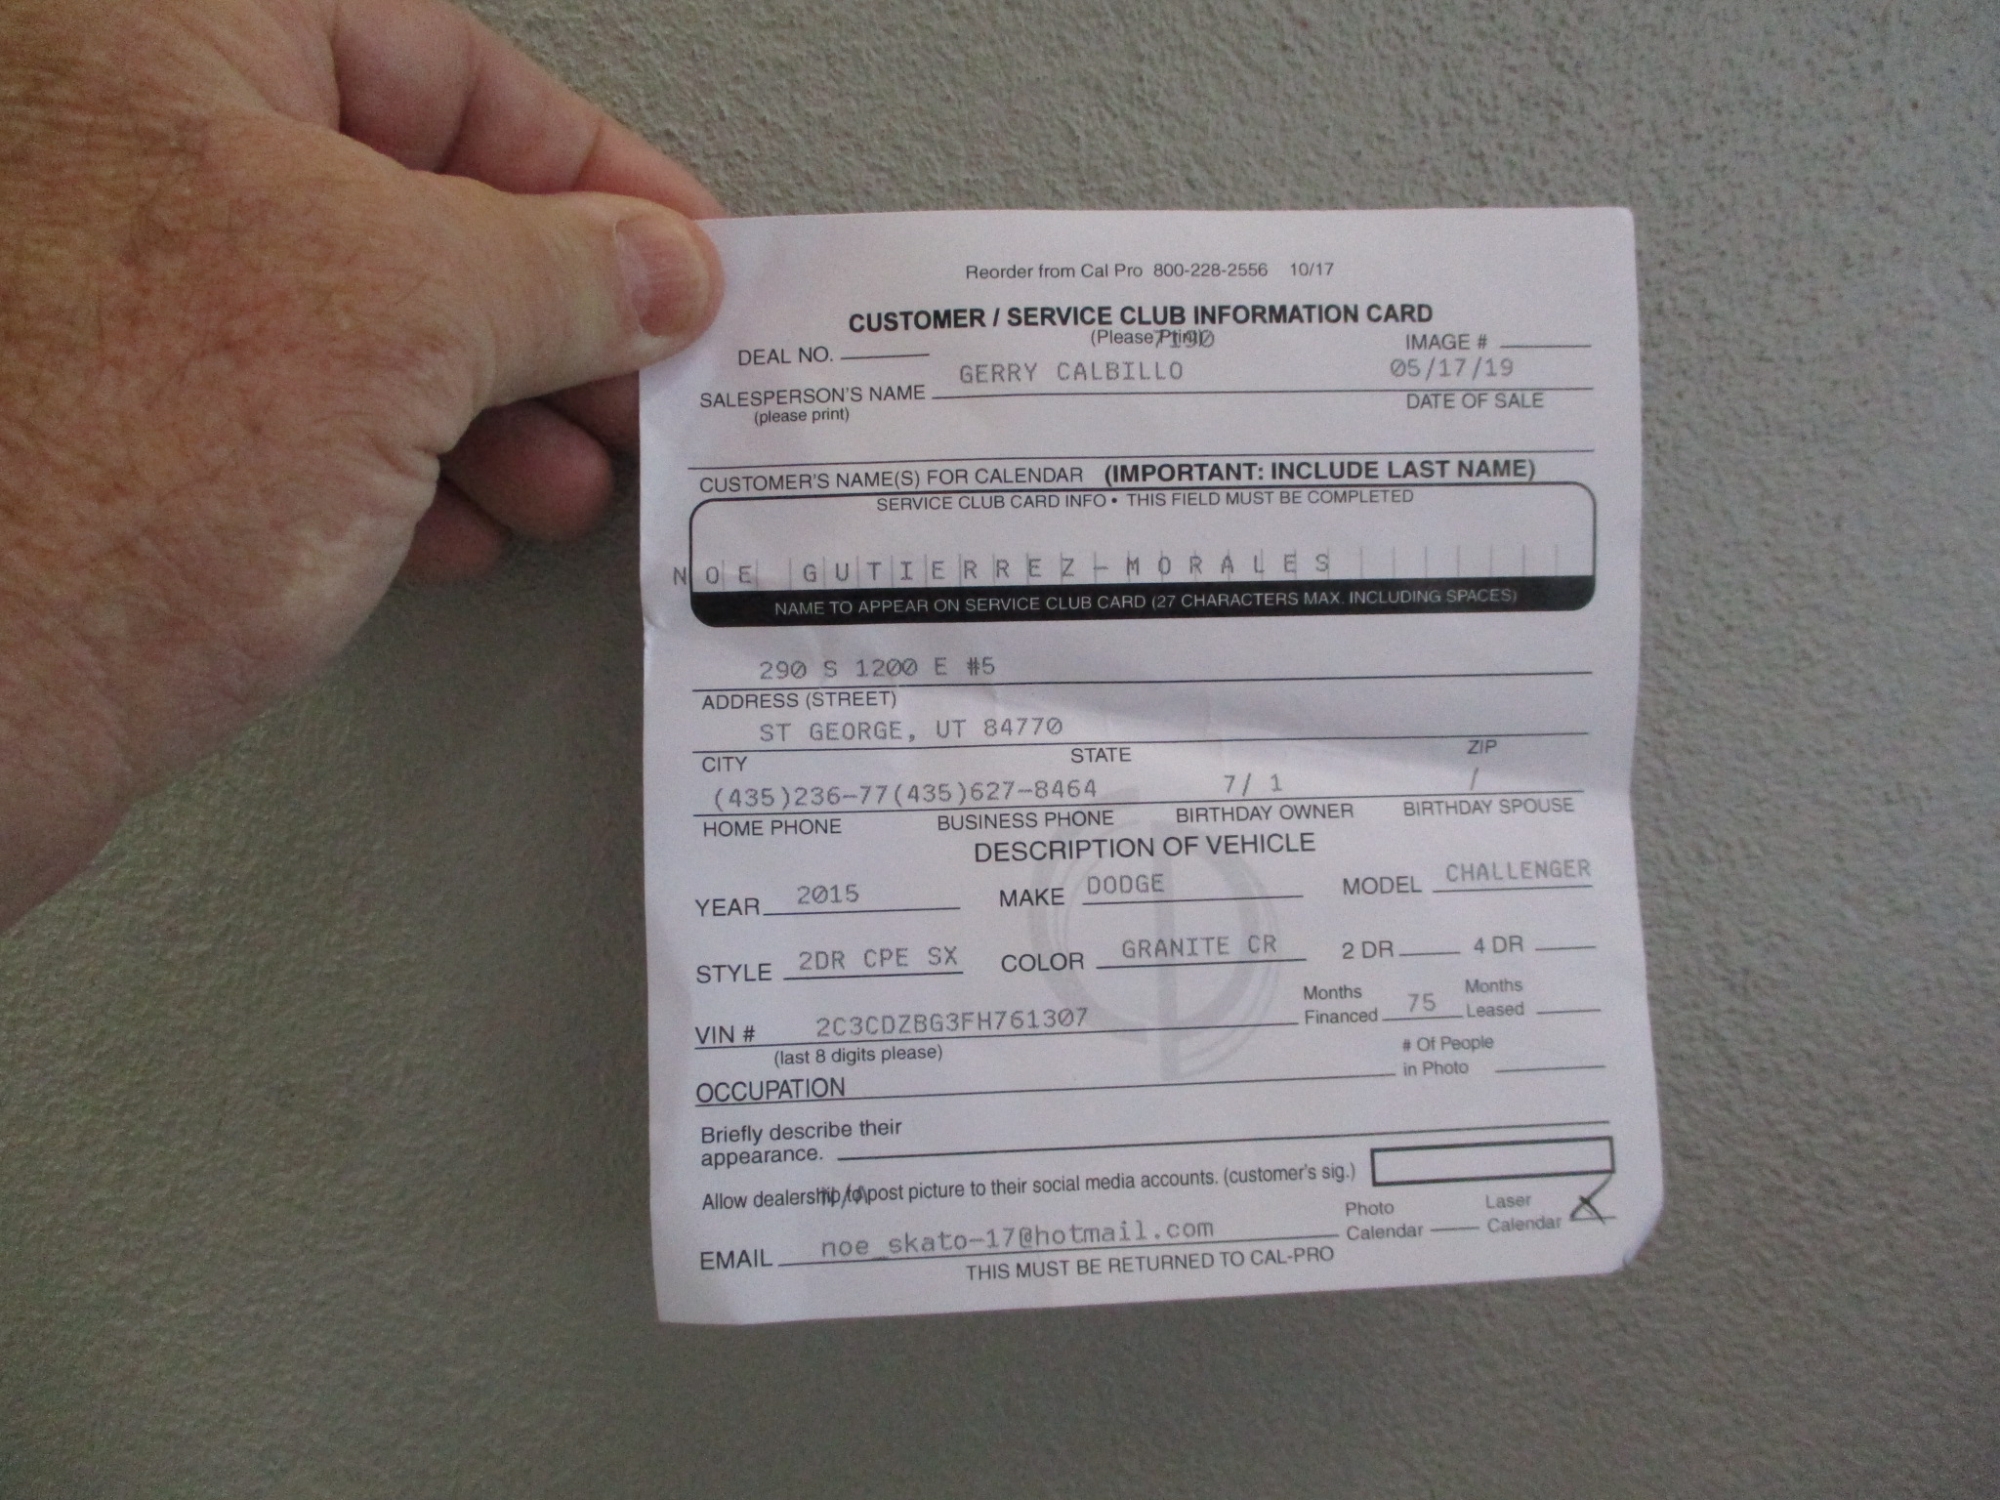 Reorder from Cal Pro 800-228-2556 10/17
CUSTOMER / SERVICE CLUB INFORMATION CARD
(Please Print) 7190
DEAL NO. IMAGE #
GERRY CALBILLO 05/17/19
SALESPERSON'S NAME DATE OF SALE
(please print)
CUSTOMER'S NAME(S) FOR CALENDAR (IMPORTANT: INCLUDE LAST NAME)
SERVICE CLUB CARD INFO • THIS FIELD MUST BE COMPLETED
NOE GUTIERREZ-MORALES
NAME TO APPEAR ON SERVICE CLUB CARD (27 CHARACTERS MAX. INCLUDING SPACES)
290 S 1200 E #5
ADDRESS (STREET)
ST GEORGE, UT 84770
CITY STATE ZIP
(435)236-77(435)627-8464 7/ 1 /
HOME PHONE BUSINESS PHONE BIRTHDAY OWNER BIRTHDAY SPOUSE
DESCRIPTION OF VEHICLE
YEAR 2015 MAKE DODGE MODEL CHALLENGER
STYLE 2DR CPE SX COLOR GRANITE CR 2 DR 4 DR
VIN # 2C3CDZBG3FH761307 Months Financed 75 Months Leased
(last 8 digits please)
OCCUPATION # Of People in Photo
Briefly describe their
appearance.
Allow dealership to post picture to their social media accounts. (customer's sig.)
EMAIL noe_skato-17@hotmail.com Photo Calendar Laser Calendar X
THIS MUST BE RETURNED TO CAL-PRO